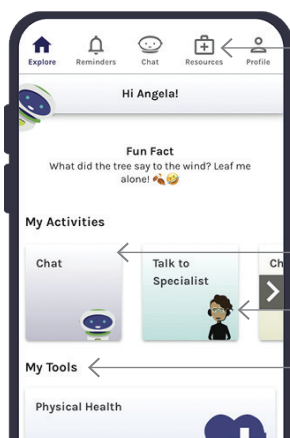 Explore Reminders Chat Resources Profile
Hi Angela!
Fun Fact
What did the tree say to the wind? Leaf me
alone! 🍂🤣
My Activities
Chat
Talk to
Specialist
Ch
My Tools
Physical Health